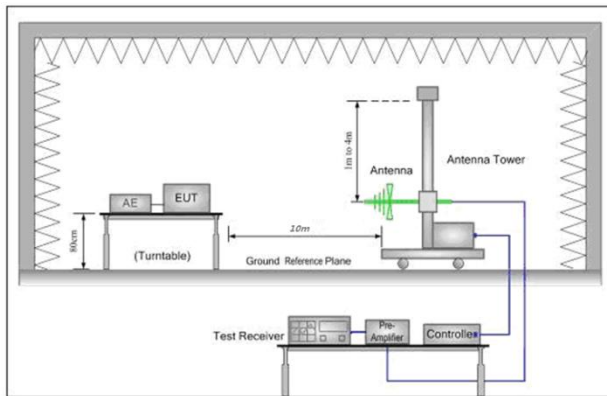 1m to 4m
Antenna
Antenna Tower
AE
EUT
80cm
(Turntable)
10m
Ground Reference Plane
Test Receiver
Pre-
Amplifier
Controller